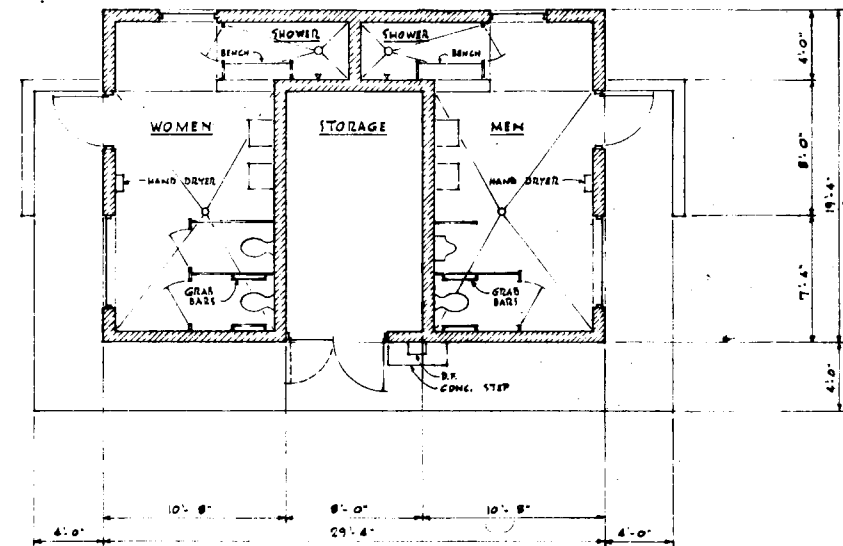 SHOWER SHOWER
BENCH BENCH
WOMEN STORAGE MEN
HAND DRYER HAND DRYER
GRAB BARS
GRAB BARS
D.F.
CONC. STEP
4'-0"
8'-0"
19'-4"
7'-4"
4'-0"
10'-8" 8'-0" 10'-8"
4'-0" 29'-4" 4'-0"